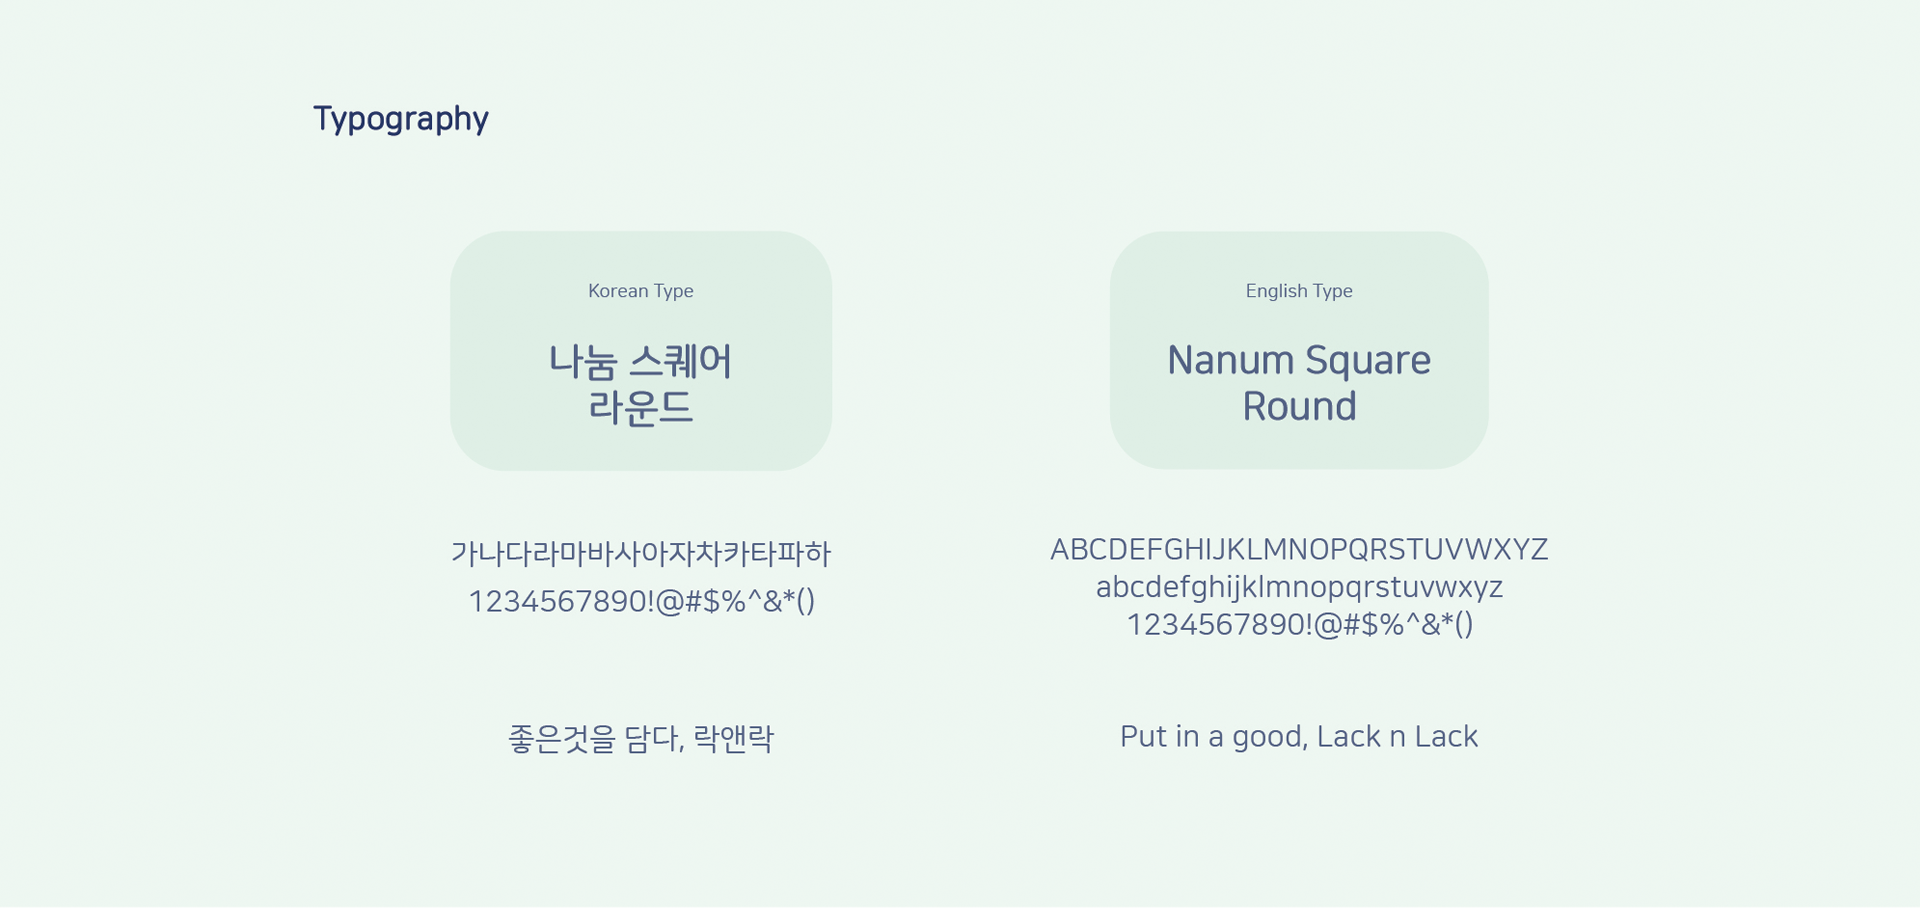 Typography
Korean Type
나눔 스퀘어
라운드
가나다라마바사아자차카타파하
1234567890!@#$%^&*()
좋은것을 담다, 락앤락
English Type
Nanum Square
Round
ABCDEFGHIJKLMNOPQRSTUVWXYZ
abcdefghijklmnopqrstuvwxyz
1234567890!@#$%^&*()
Put in a good, Lack n Lack